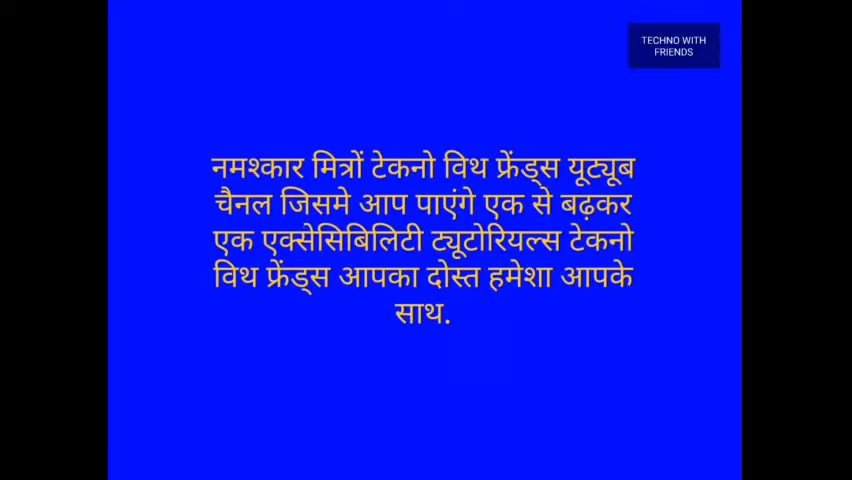 TECHNO WITH
FRIENDS
नमश्कार मित्रों टेकनो विथ फ्रेंड्स यूट्यूब
चैनल जिसमे आप पाएंगे एक से बढ़कर
एक एक्सेसिबिलिटी ट्यूटोरियल्स टेकनो
विथ फ्रेंड्स आपका दोस्त हमेशा आपके
साथ.